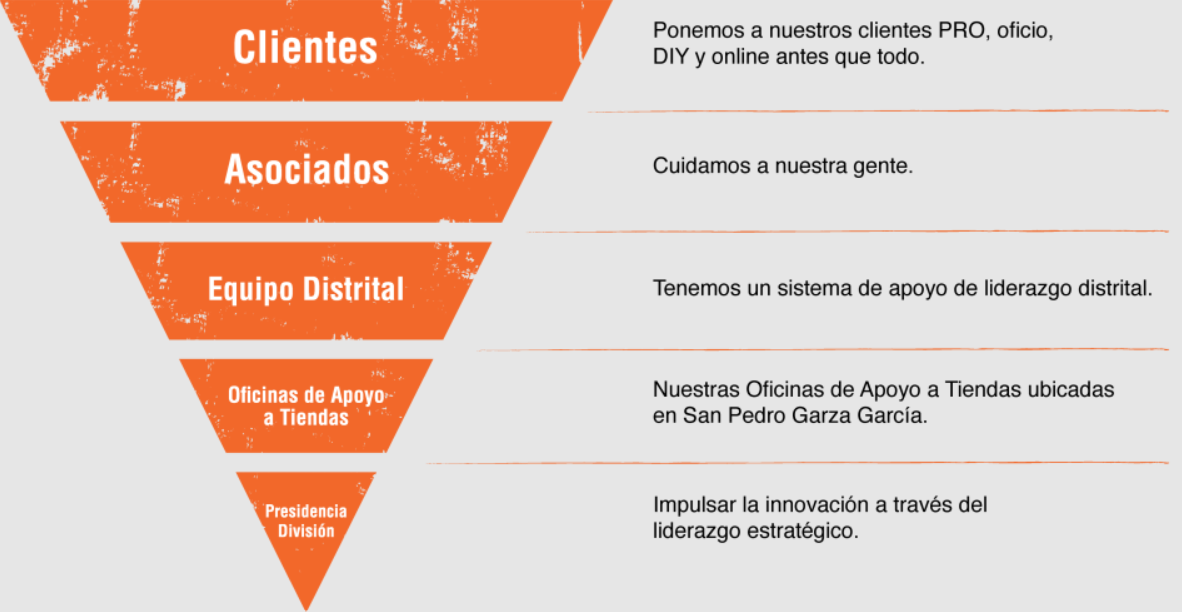 Clientes
Ponemos a nuestros clientes PRO, oficio,
DIY y online antes que todo.
Asociados
Cuidamos a nuestra gente.
Equipo Distrital
Tenemos un sistema de apoyo de liderazgo distrital.
Oficinas de Apoyo
a Tiendas
Nuestras Oficinas de Apoyo a Tiendas ubicadas
en San Pedro Garza García.
Presidencia
División
Impulsar la innovación a través del
liderazgo estratégico.